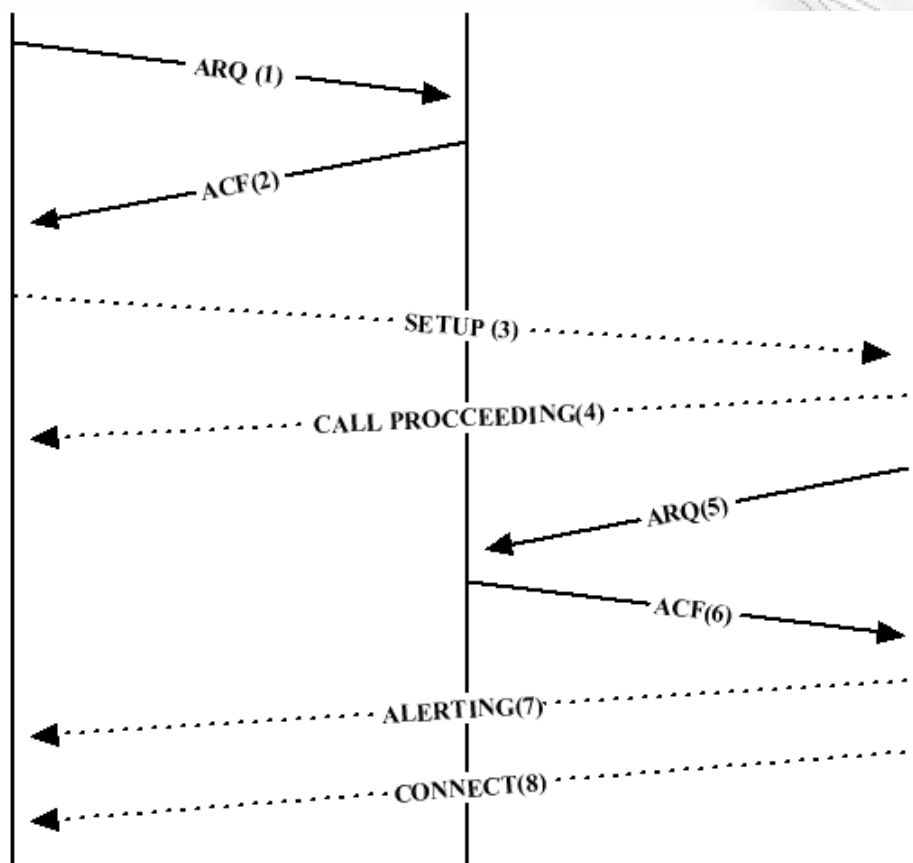 ARQ (1)
ACF(2)
SETUP (3)
CALL PROCCEEDING(4)
ARQ(5)
ACF(6)
ALERTING(7)
CONNECT(8)